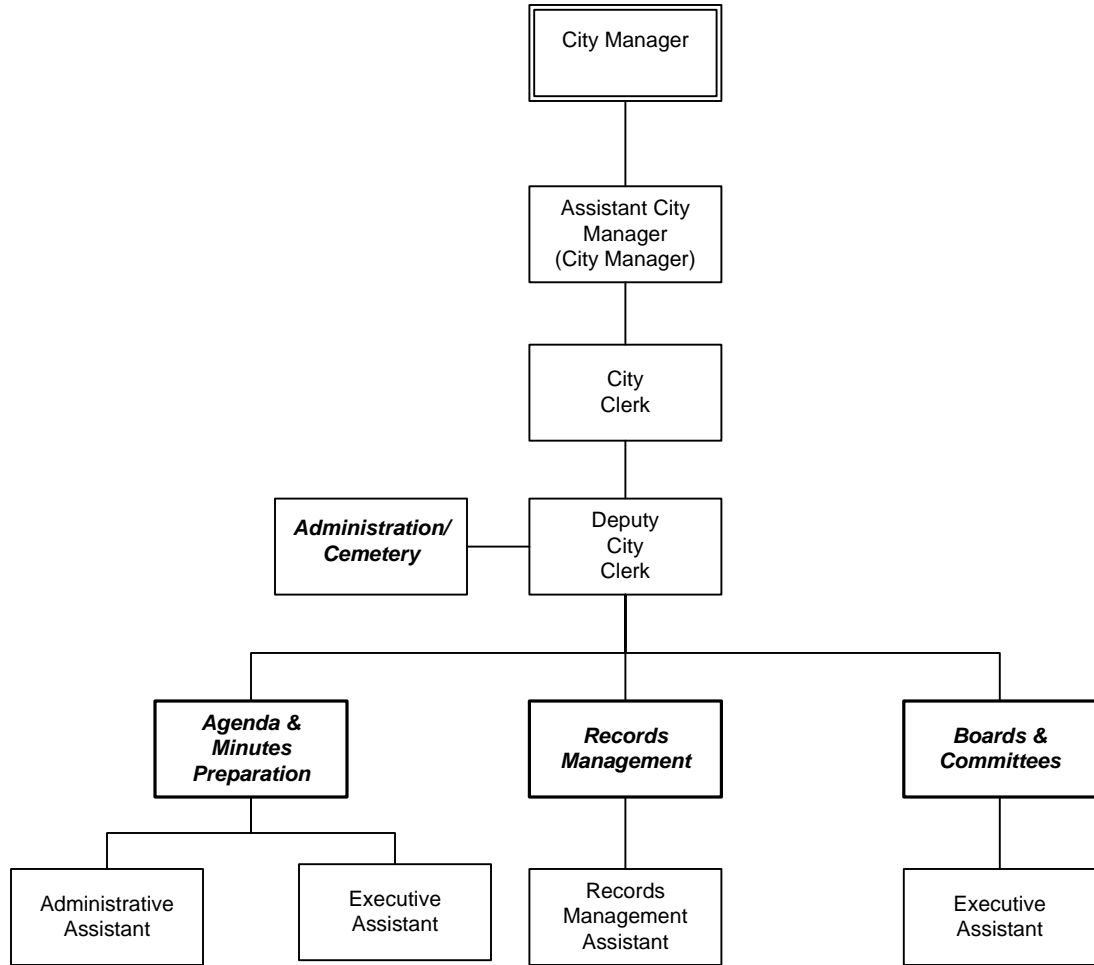 City Manager
Assistant City
Manager
(City Manager)
City
Clerk
Administration/
Cemetery
Deputy
City
Clerk
Agenda &
Minutes
Preparation
Records
Management
Boards &
Committees
Administrative
Assistant
Executive
Assistant
Records
Management
Assistant
Executive
Assistant